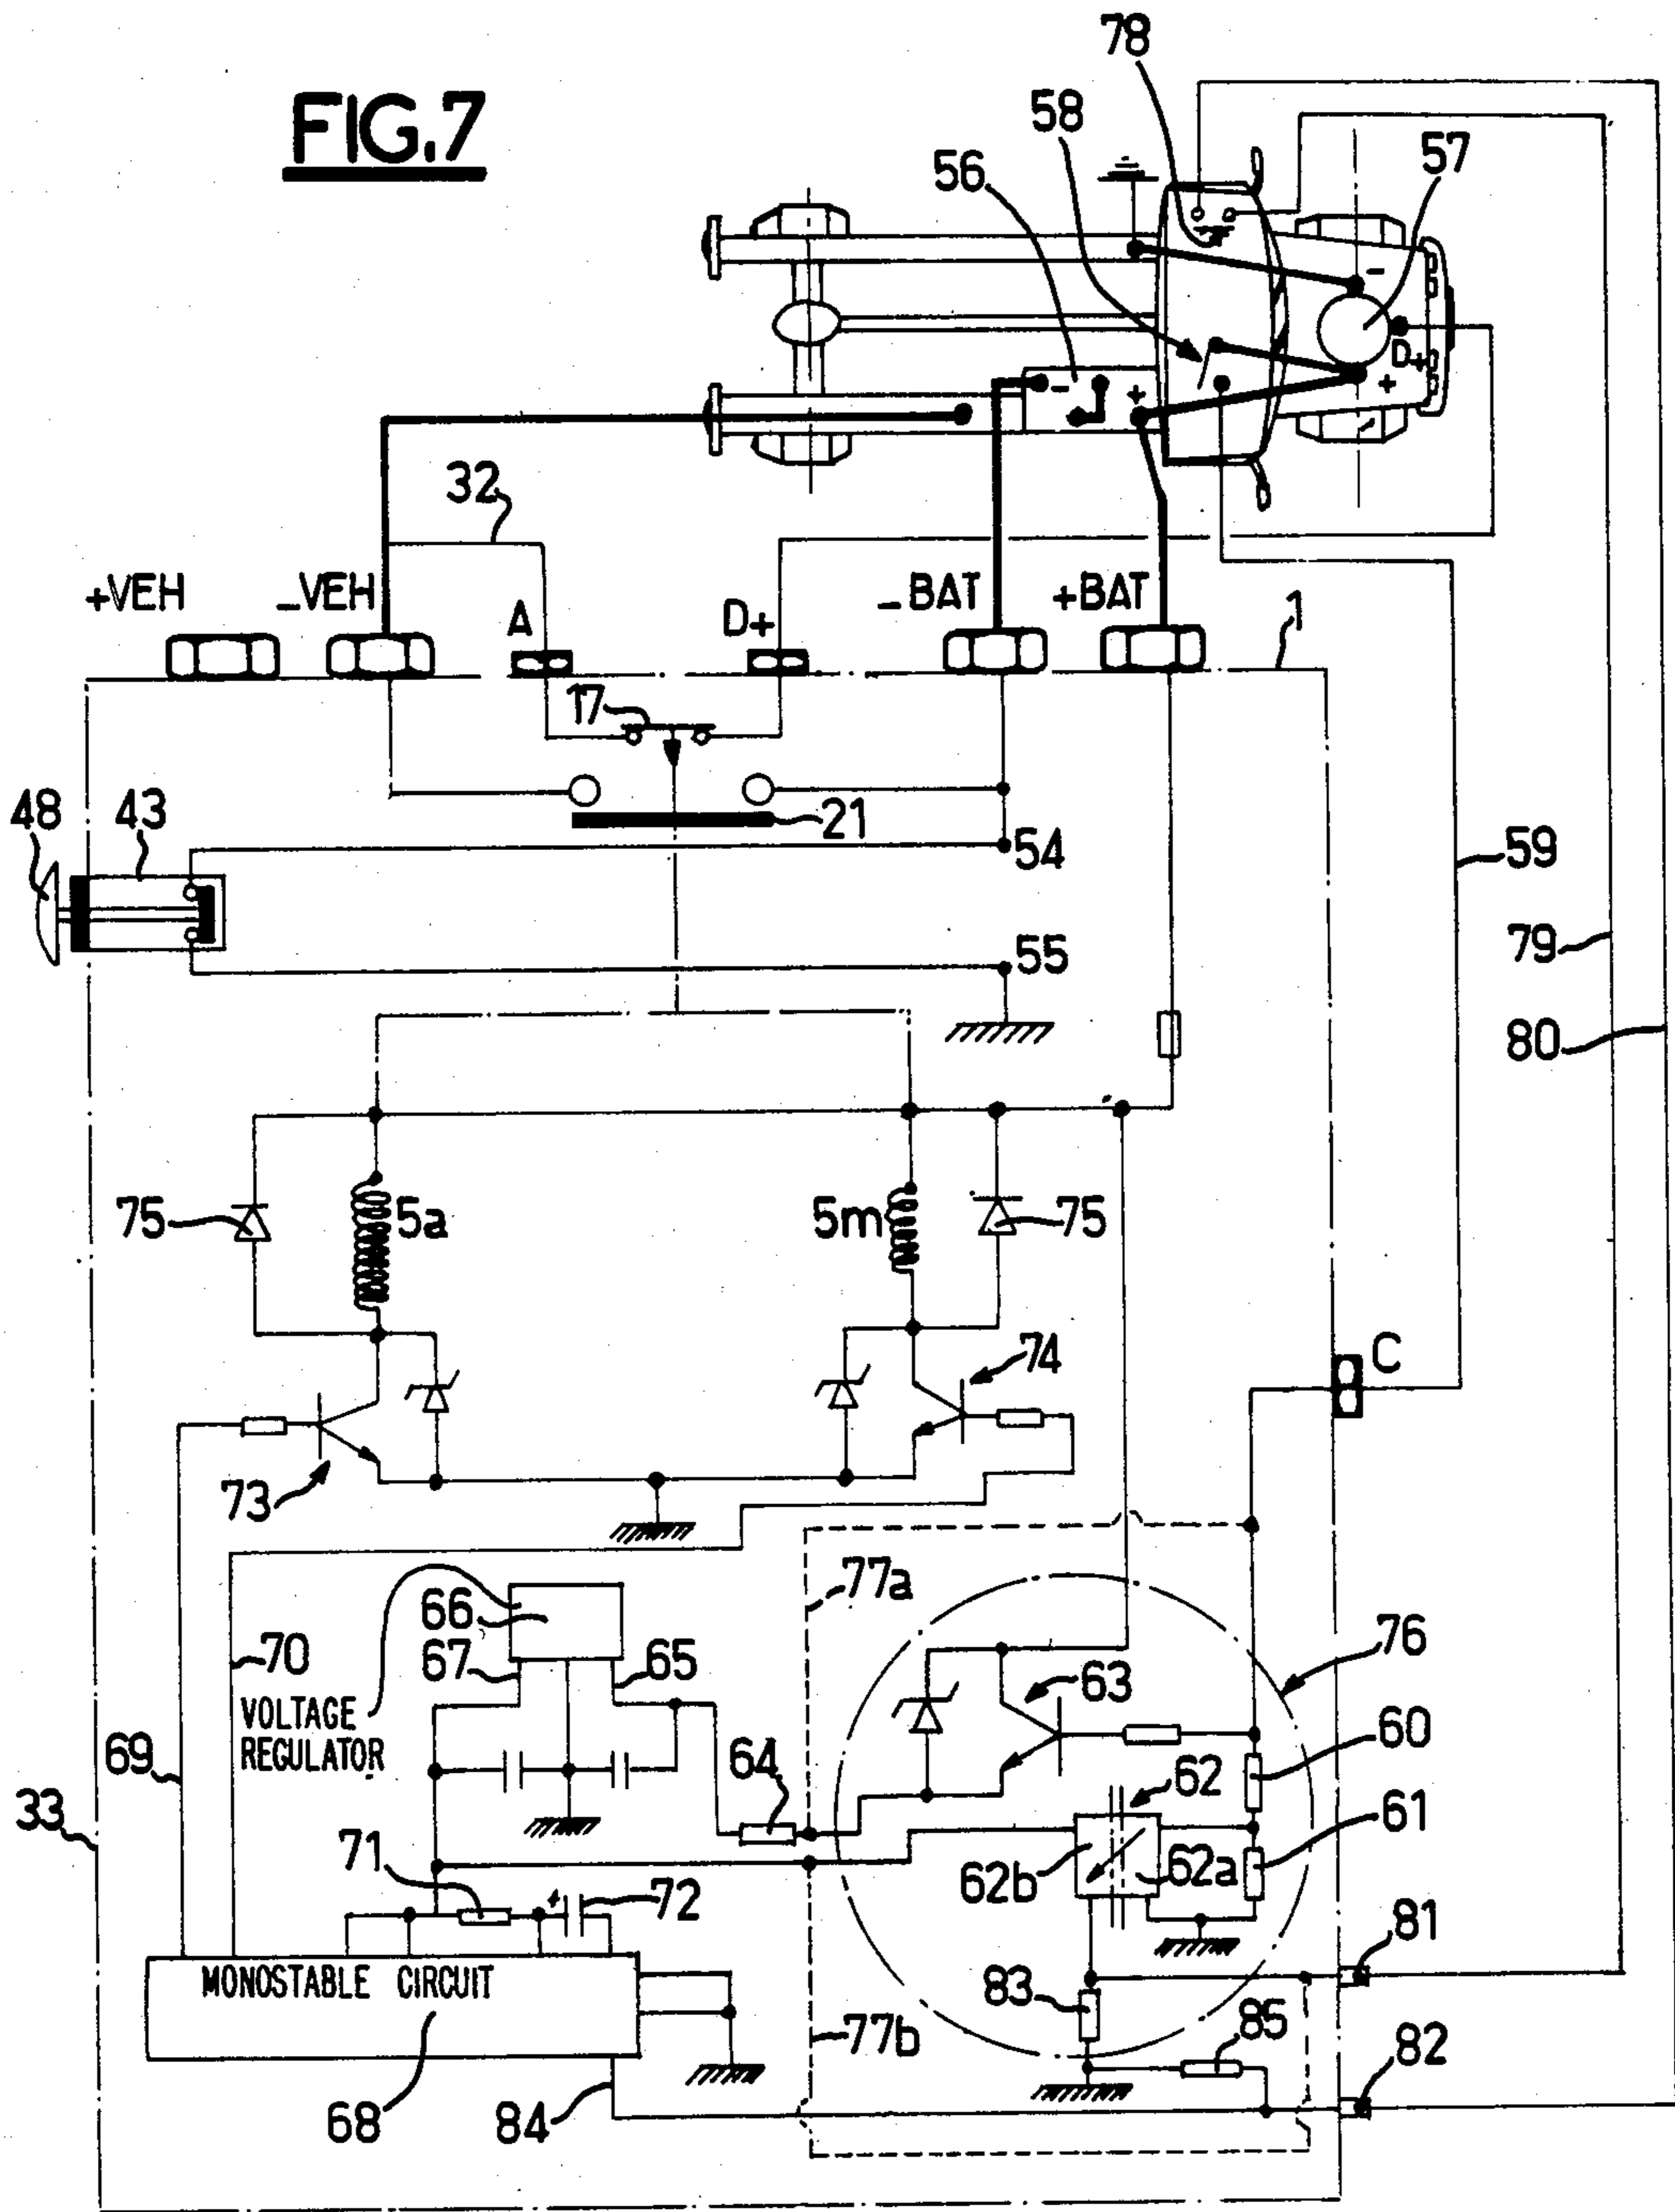 FIG.7
78
58
56
57
-
D+
+
-
+
32
+VEH
-VEH
A
D+
-BAT
+BAT
1
17
48
43
21
54
59
55
79
80
75
5a
5m
75
74
C
73
77a
76
66
67
65
63
70
VOLTAGE
REGULATOR
69
64
60
62
33
61
71
+
72
62b
62a
81
MONOSTABLE CIRCUIT
83
85
77b
82
68
84